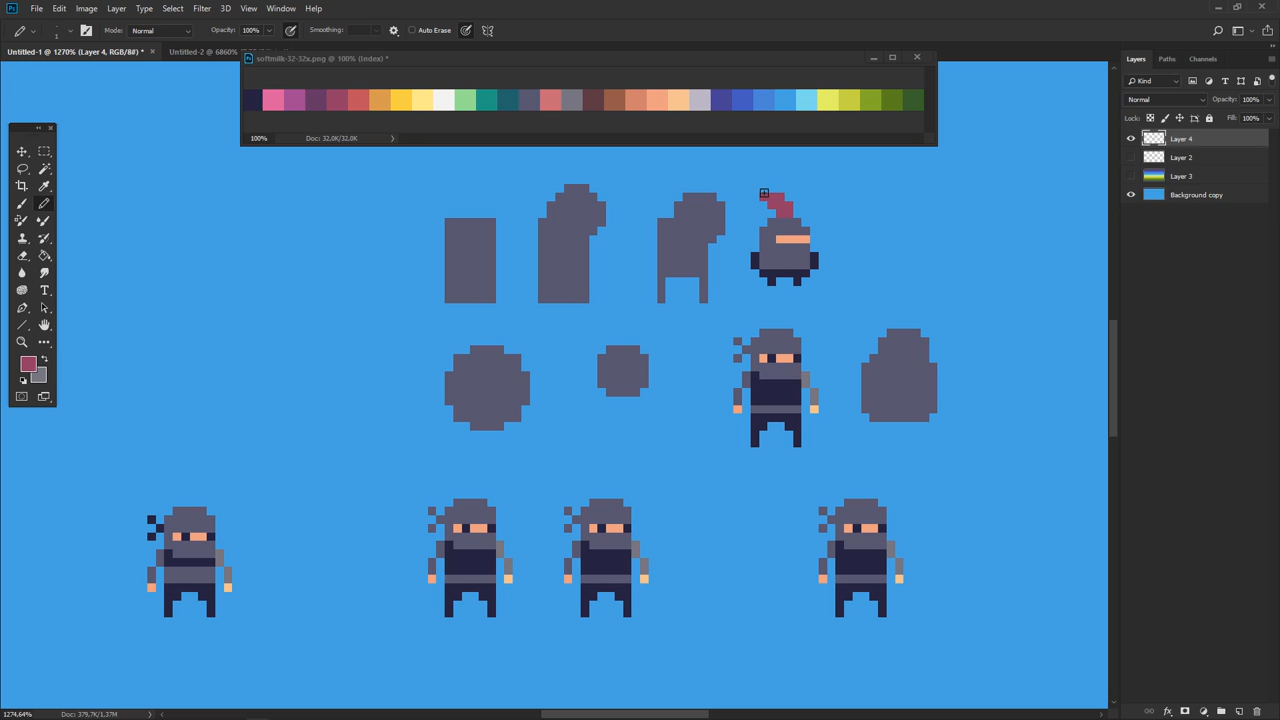 Ps File Edit Image Layer Type Select Filter 3D View Window Help
Mode: Normal Opacity: 100% Smoothing: Auto Erase
Untitled-1 @ 1270% (Layer 4, RGB/8#) * × Untitled-2 @ 6860%
softmilk-32-32x.png @ 100% (Index) *
100% Doc: 32,0K/32,0K
Layers Paths Channels
Kind
Normal Opacity: 100%
Lock: Fill: 100%
Layer 4
Layer 2
Layer 3
Background copy
1274,64% Doc: 379,7K/1,37M